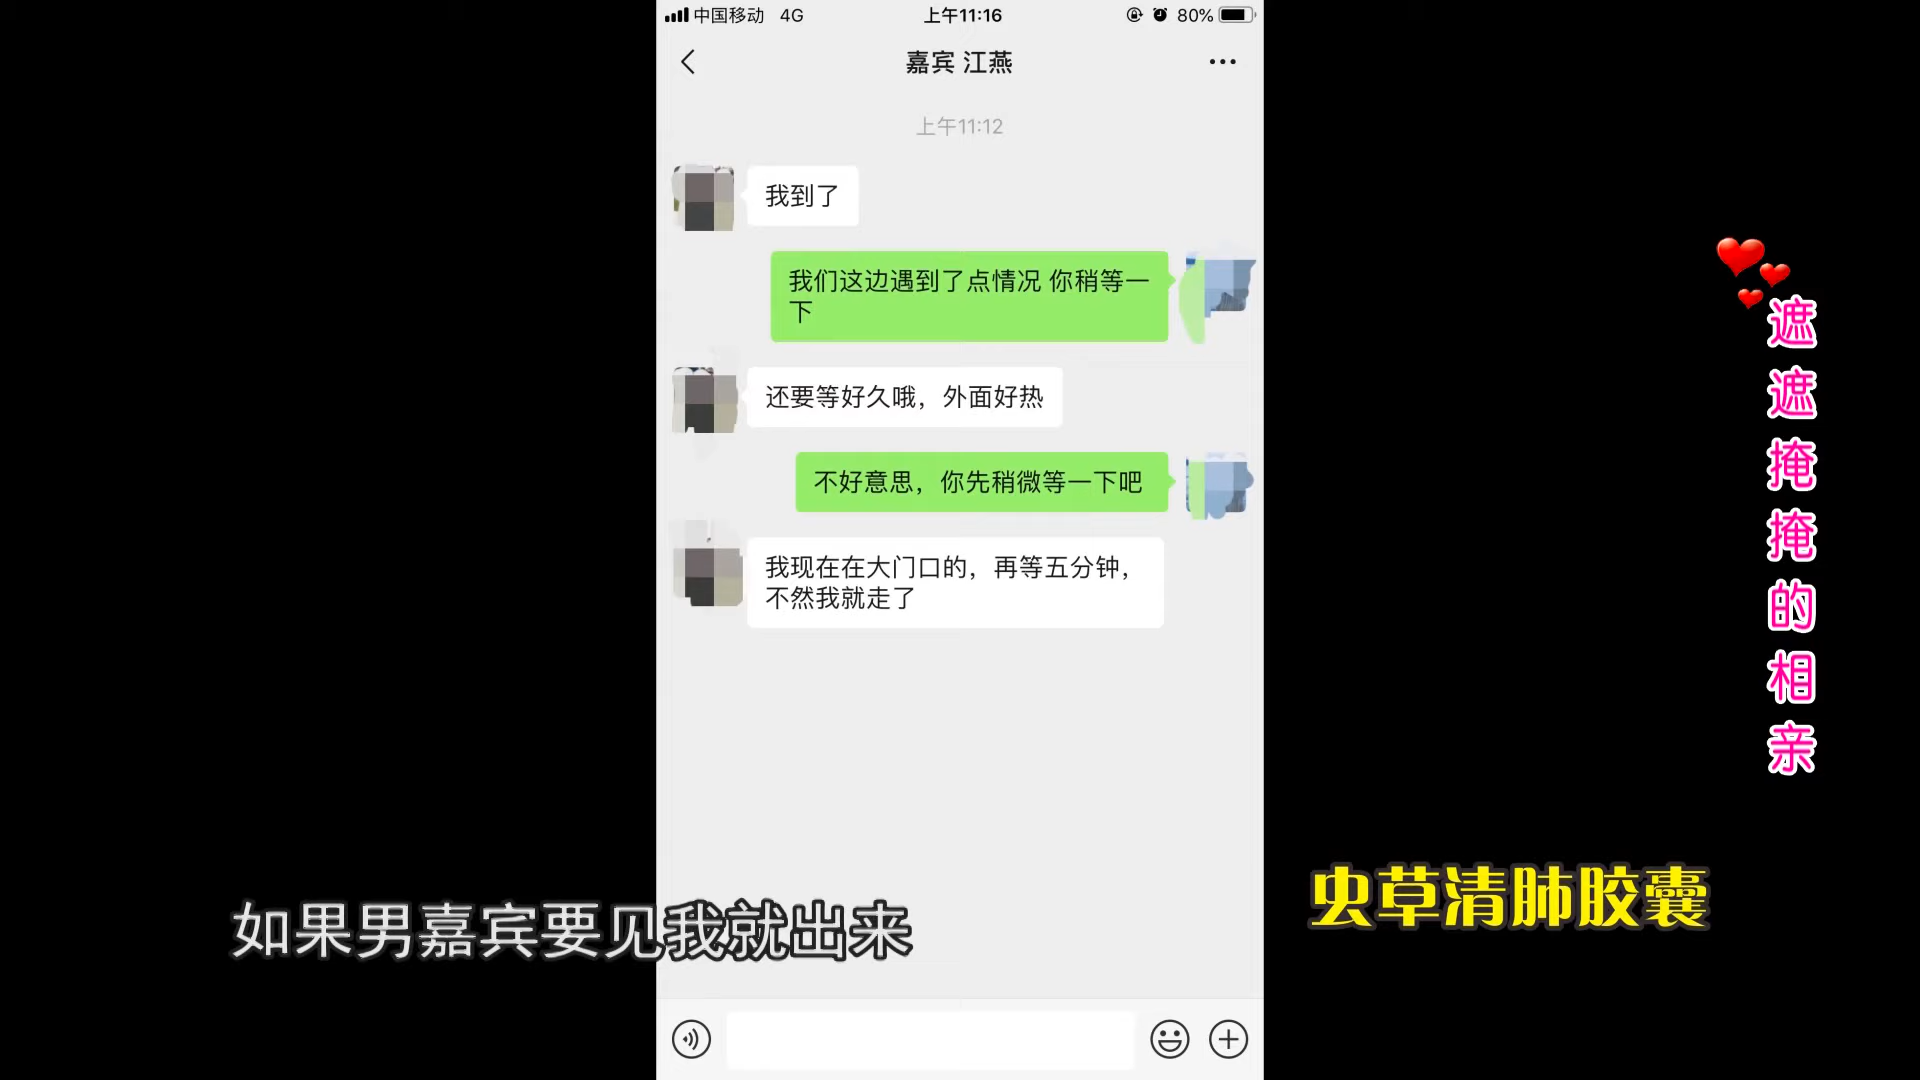 中国移动 4G
上午11:16
80%
嘉宾 江燕
上午11:12
我到了
我们这边遇到了点情况 你稍等一
下
还要等好久哦，外面好热
不好意思，你先稍微等一下吧
我现在在大门口的，再等五分钟，
不然我就走了
遮遮掩掩的相亲
虫草清肺胶囊
如果男嘉宾要见我就出来